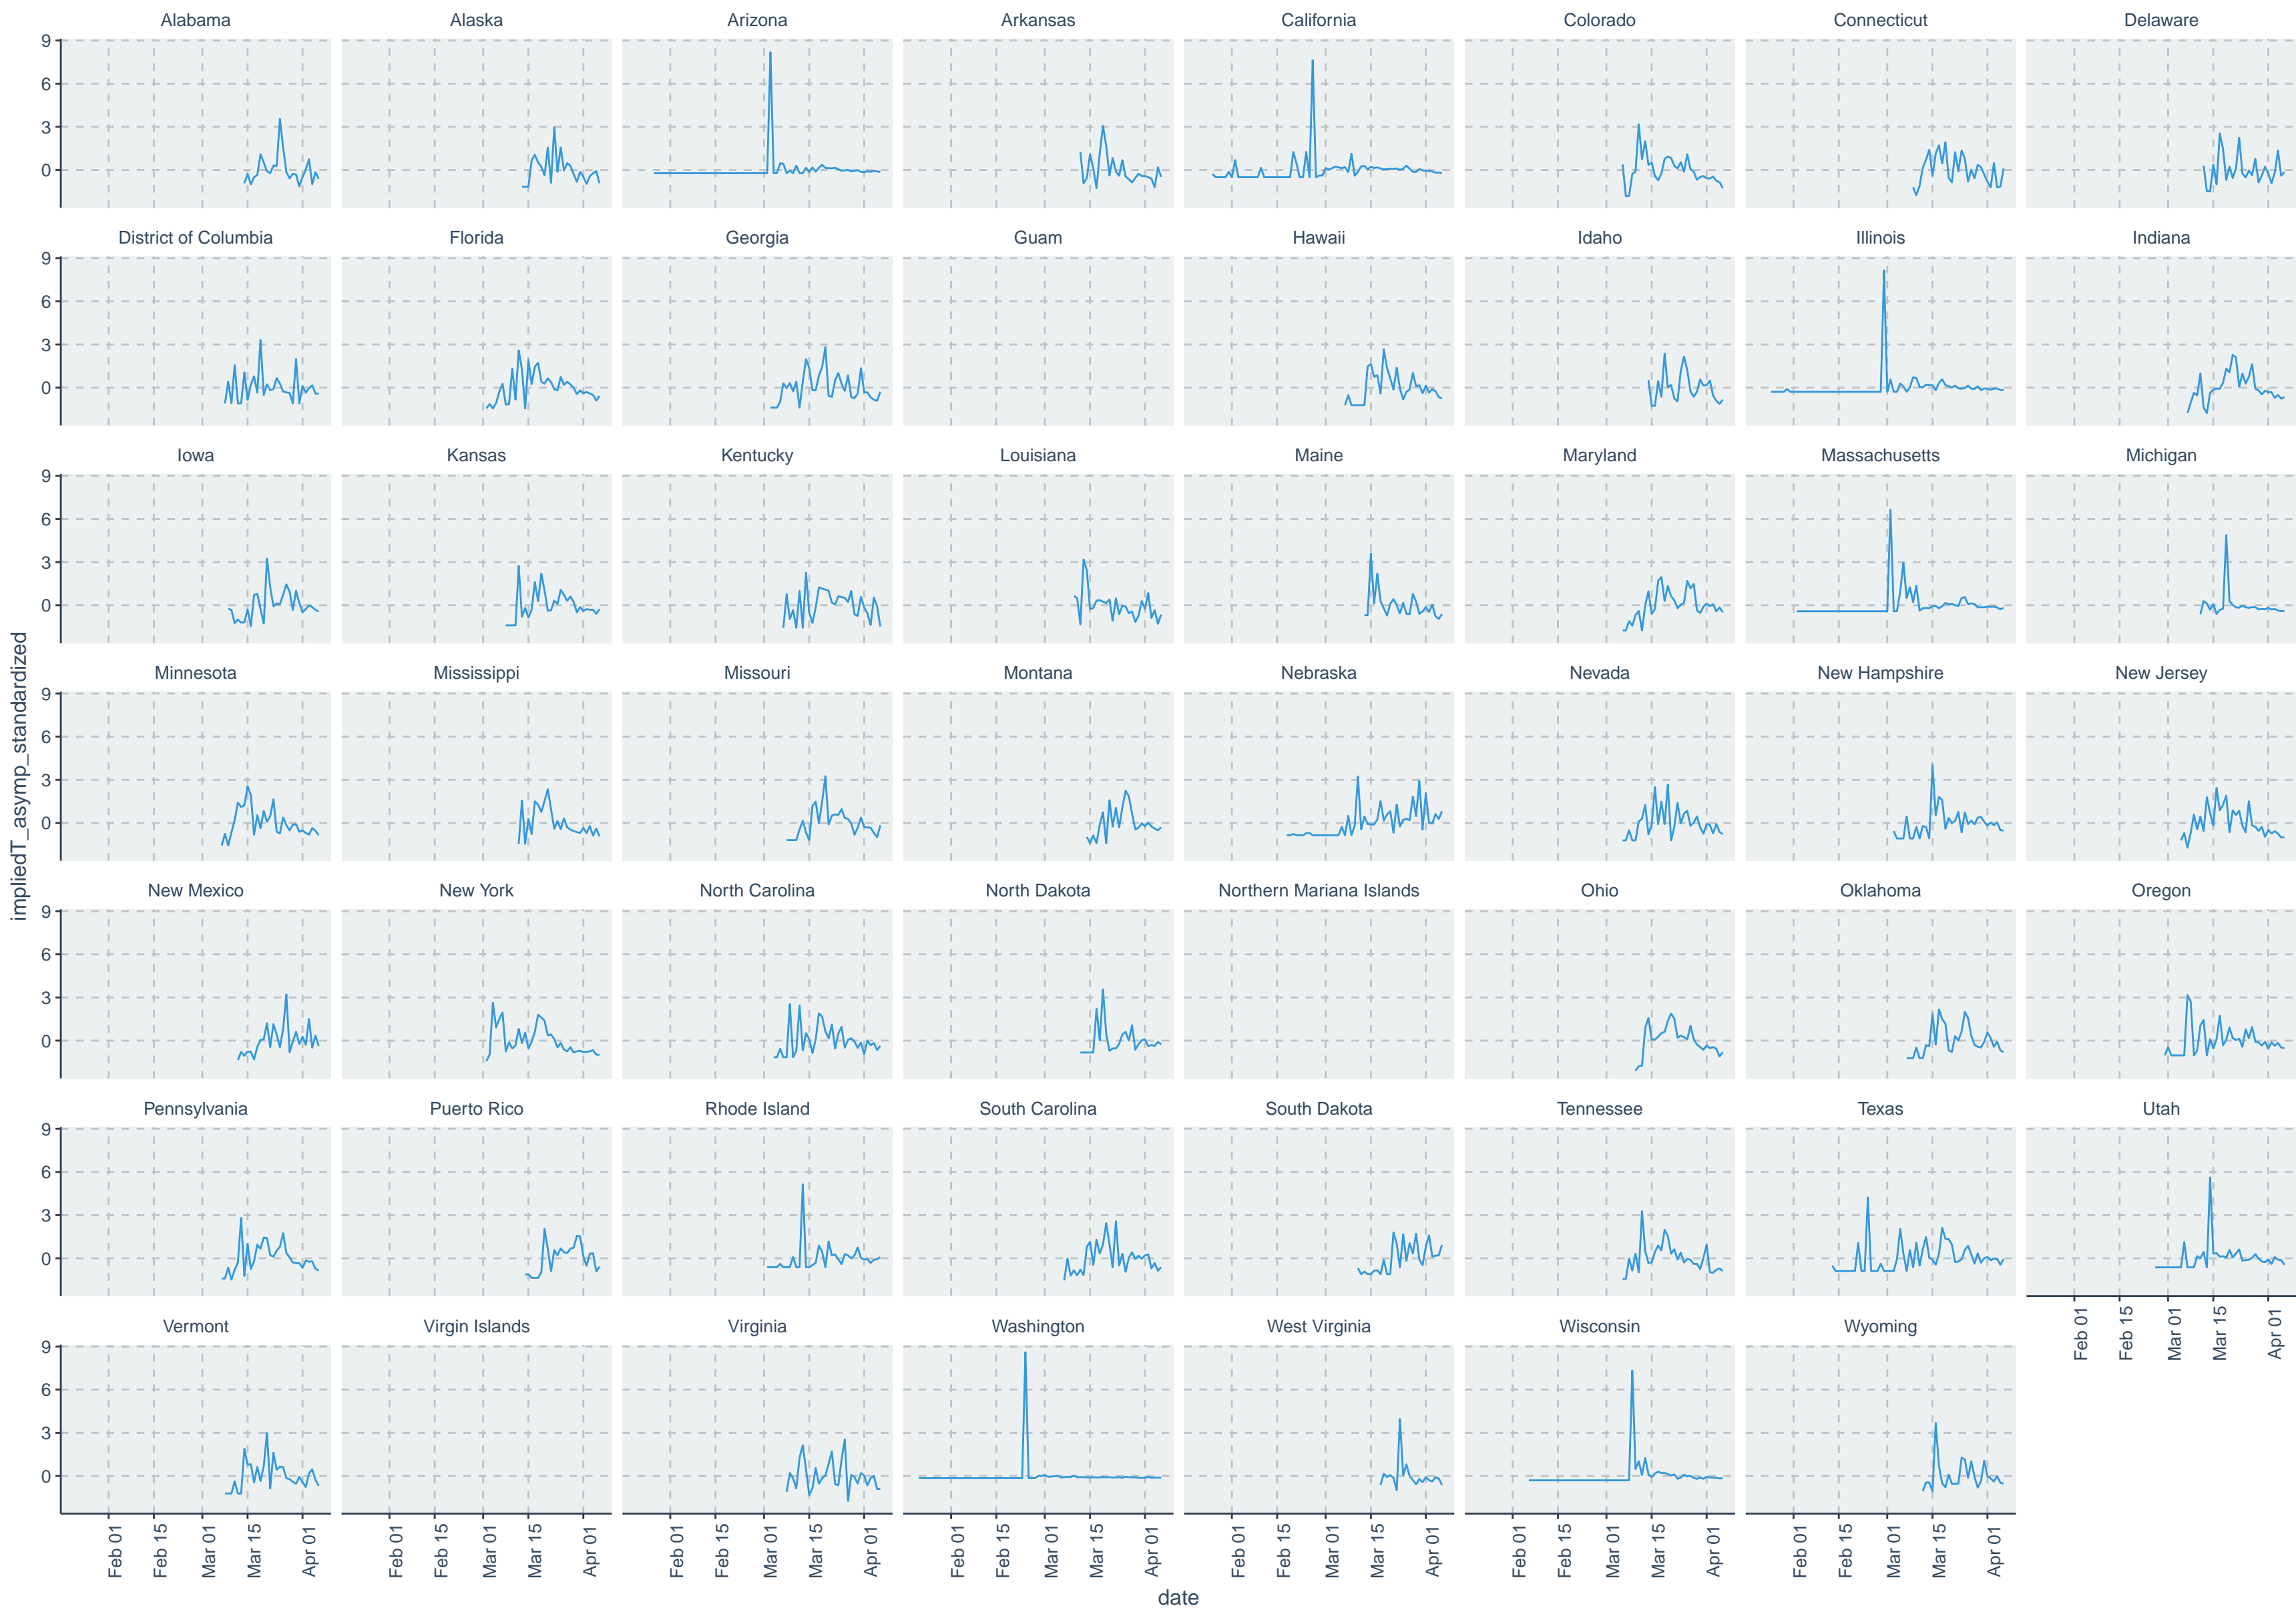 Alabama Alaska Arizona Arkansas California Colorado Connecticut Delaware
9
6
3
0
District of Columbia Florida Georgia Guam Hawaii Idaho Illinois Indiana
9
6
3
0
Iowa Kansas Kentucky Louisiana Maine Maryland Massachusetts Michigan
9
6
3
0
impliedT_asymp_standardized
Minnesota Mississippi Missouri Montana Nebraska Nevada New Hampshire New Jersey
9
6
3
0
New Mexico New York North Carolina North Dakota Northern Mariana Islands Ohio Oklahoma Oregon
9
6
3
0
Pennsylvania Puerto Rico Rhode Island South Carolina South Dakota Tennessee Texas Utah
9
6
3
0
Feb 01 Feb 15 Mar 01 Mar 15 Apr 01
Vermont Virgin Islands Virginia Washington West Virginia Wisconsin Wyoming
9
6
3
0
Feb 01 Feb 15 Mar 01 Mar 15 Apr 01 Feb 01 Feb 15 Mar 01 Mar 15 Apr 01 Feb 01 Feb 15 Mar 01 Mar 15 Apr 01 Feb 01 Feb 15 Mar 01 Mar 15 Apr 01 Feb 01 Feb 15 Mar 01 Mar 15 Apr 01 Feb 01 Feb 15 Mar 01 Mar 15 Apr 01 Feb 01 Feb 15 Mar 01 Mar 15 Apr 01
date